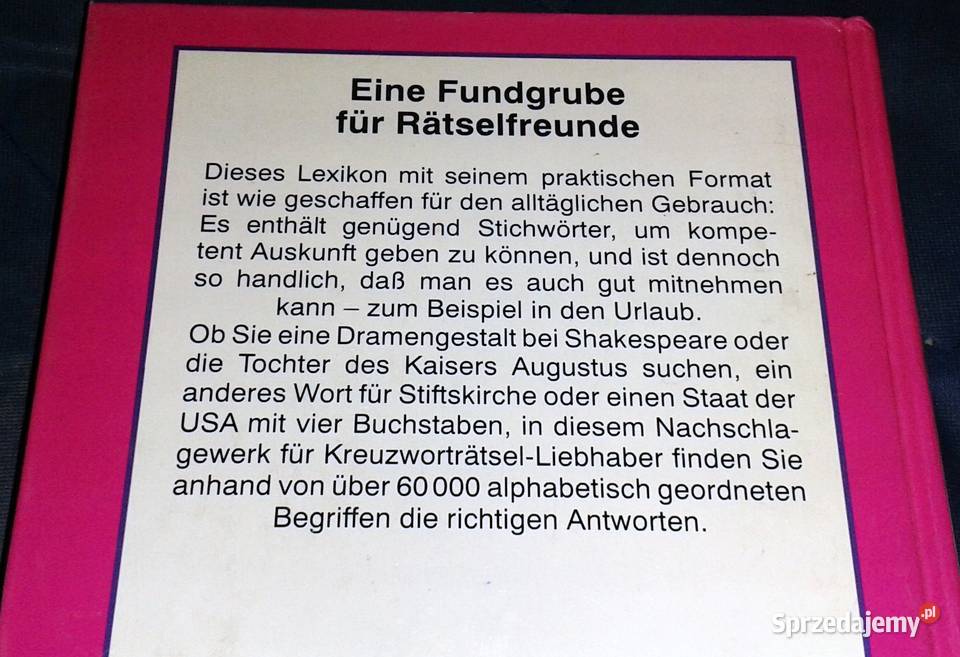 Eine Fundgrube
für Rätselfreunde
Dieses Lexikon mit seinem praktischen Format
ist wie geschaffen für den alltäglichen Gebrauch:
Es enthält genügend Stichwörter, um kompe-
tent Auskunft geben zu können, und ist dennoch
so handlich, daß man es auch gut mitnehmen
kann – zum Beispiel in den Urlaub.
Ob Sie eine Dramengestalt bei Shakespeare oder
die Tochter des Kaisers Augustus suchen, ein
anderes Wort für Stiftskirche oder einen Staat der
USA mit vier Buchstaben, in diesem Nachschla-
gewerk für Kreuzworträtsel-Liebhaber finden Sie
anhand von über 60 000 alphabetisch geordneten
Begriffen die richtigen Antworten.
Sprzedajemy.pl